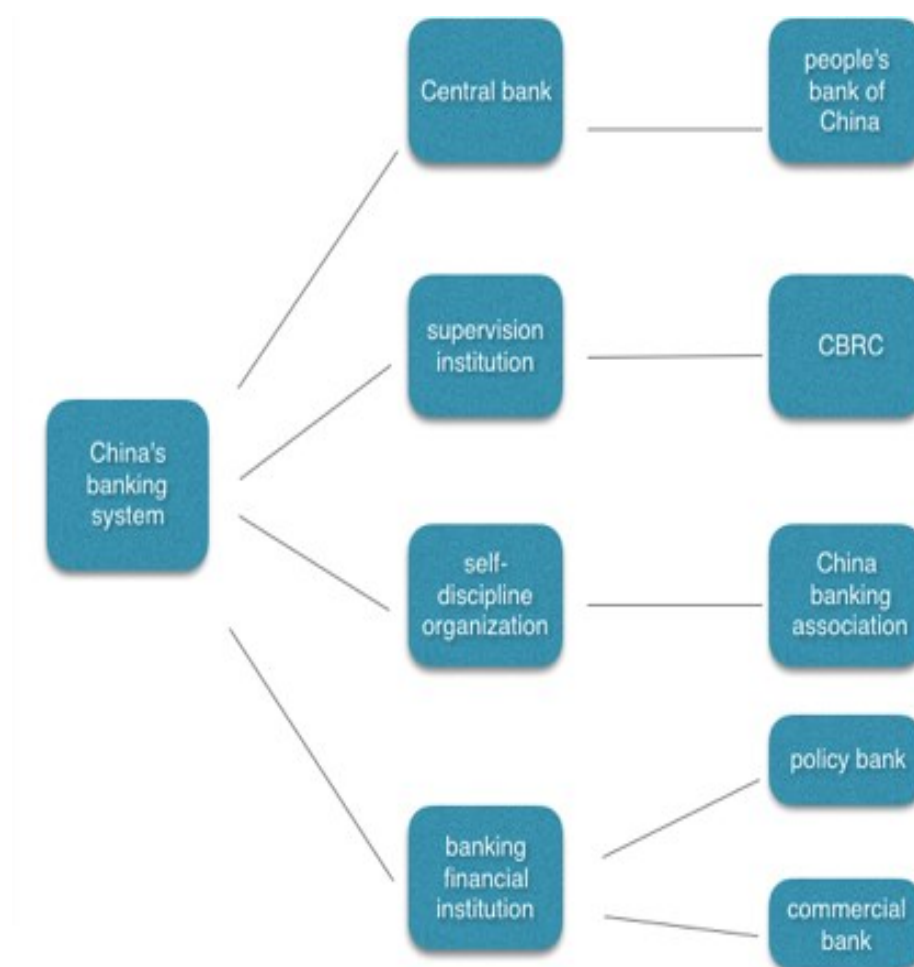 Central bank
people's
bank of
China
supervision
institution
CBRC
China's
banking
system
self-
discipline
organization
China
banking
association
policy bank
banking
financial
institution
commercial
bank